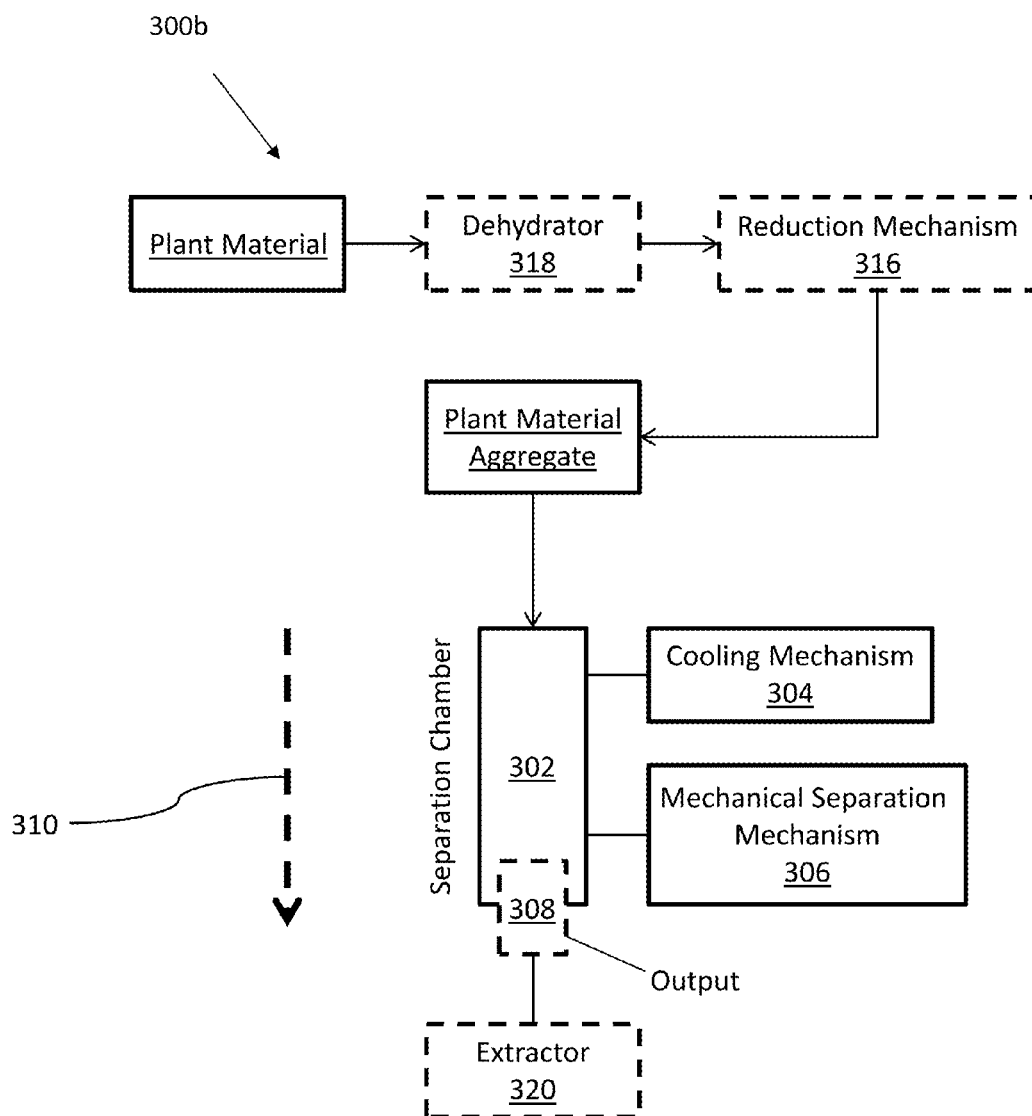 300b
Plant Material
Dehydrator
318
Reduction Mechanism
316
Plant Material
Aggregate
Separation Chamber
302
Cooling Mechanism
304
Mechanical Separation
Mechanism
306
310
308
Output
Extractor
320